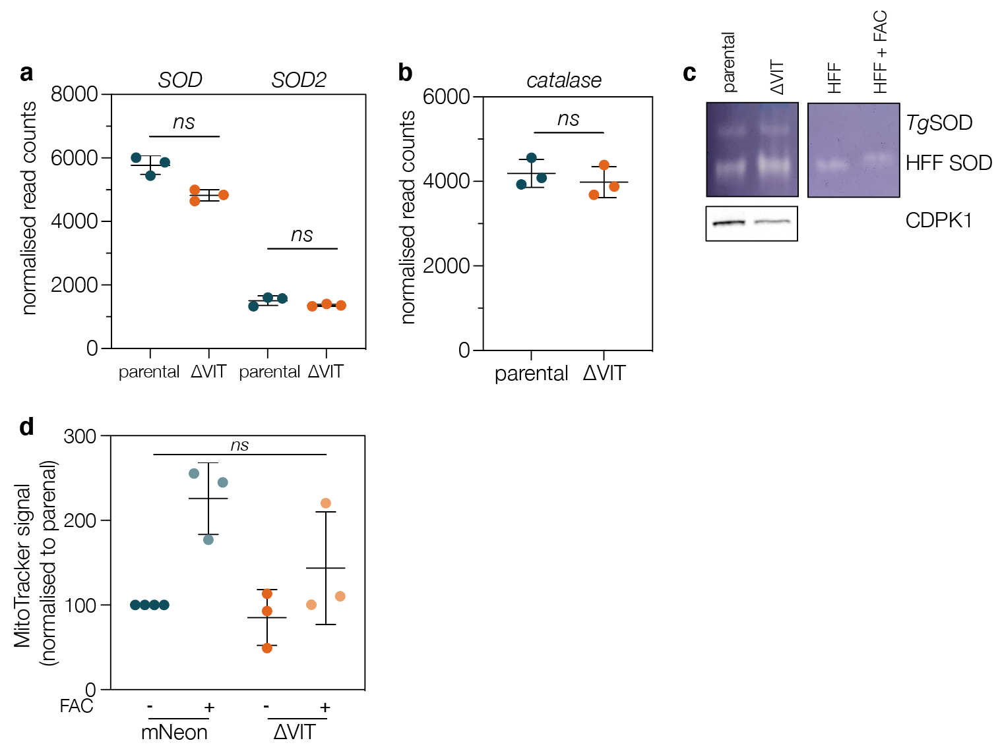 a
SOD SOD2
normalised read counts
8000
6000
4000
2000
0
ns
ns
parental ΔVIT parental ΔVIT
b
catalase
normalised read counts
6000
4000
2000
0
ns
parental ΔVIT
c
parental
ΔVIT
HFF
HFF + FAC
TgSOD
HFF SOD
CDPK1
d
MitoTracker signal
(normalised to parenal)
300
200
100
0
ns
FAC - + - +
mNeon ΔVIT